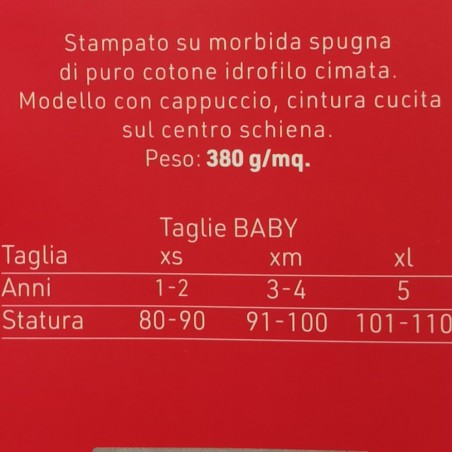 Stampato su morbida spugna
di puro cotone idrofilo cimata.
Modello con cappuccio, cintura cucita
sul centro schiena.
Peso: 380 g/mq.
Taglie BABY
Taglia xs xm xl
Anni 1-2 3-4 5
Statura 80-90 91-100 101-110